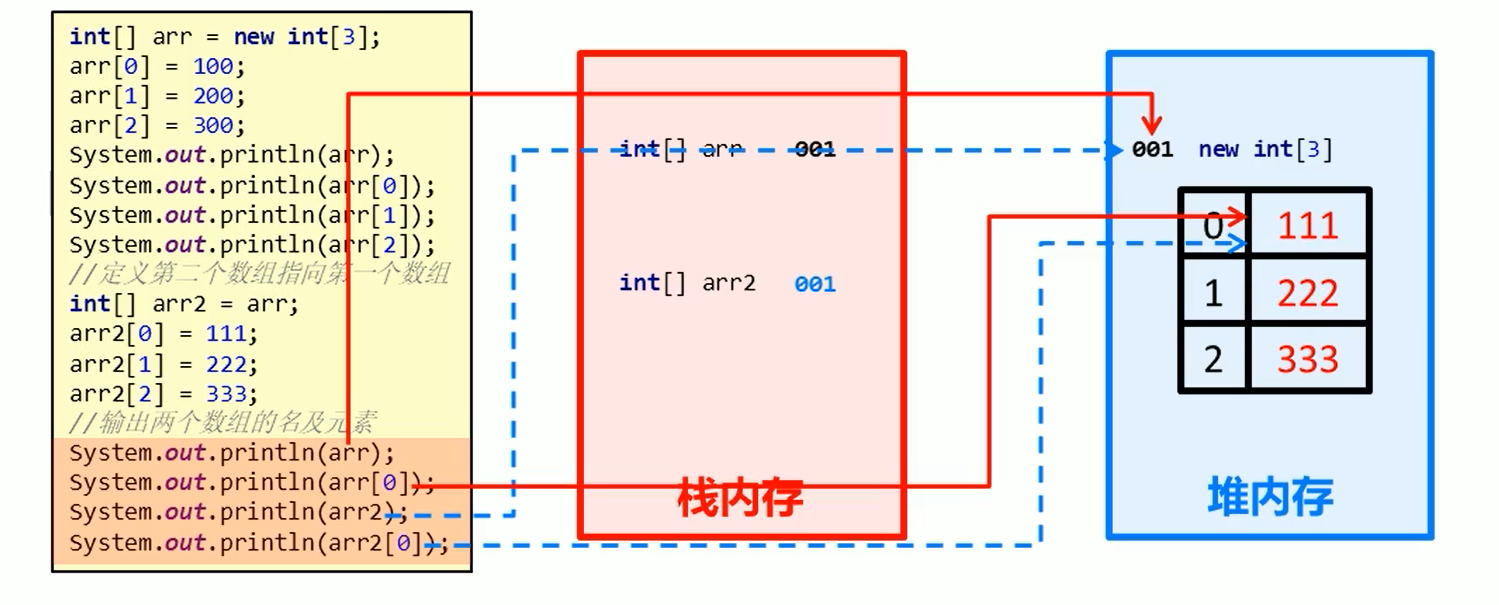 int[] arr = new int[3];
arr[0] = 100;
arr[1] = 200;
arr[2] = 300;
System.out.println(arr);
System.out.println(arr[0]);
System.out.println(arr[1]);
System.out.println(arr[2]);
//定义第二个数组指向第一个数组
int[] arr2 = arr;
arr2[0] = 111;
arr2[1] = 222;
arr2[2] = 333;
//输出两个数组的名及元素
System.out.println(arr);
System.out.println(arr[0]);
System.out.println(arr2);
System.out.println(arr2[0]);
int[] arr 001
int[] arr2 001
栈内存
001 new int[3]
0 111
1 222
2 333
堆内存